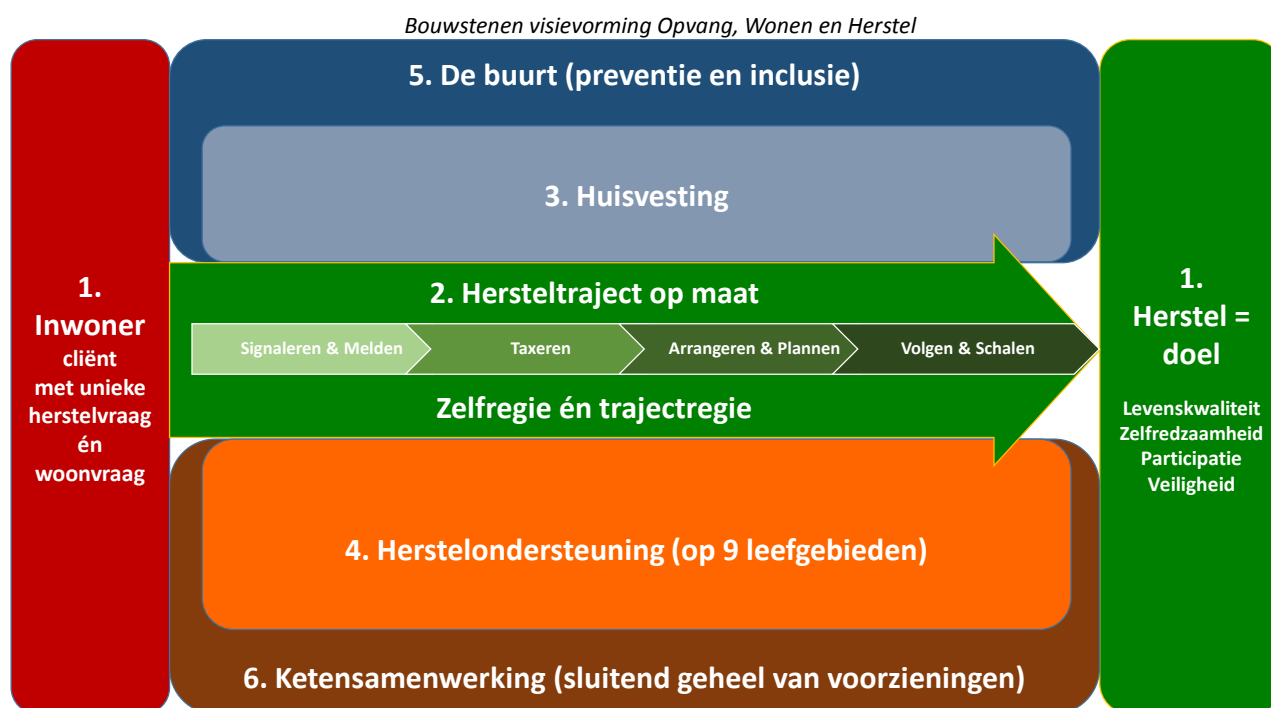 Bouwstenen visievorming Opvang, Wonen en Herstel
5. De buurt (preventie en inclusie)
3. Huisvesting
1.
Inwoner
cliënt
met unieke
herstelvraag
én
woonvraag
2. Hersteltraject op maat
Signaleren & Melden
Taxeren
Arrangeren & Plannen
Volgen & Schalen
Zelfregie én trajectregie
1.
Herstel =
doel
Levenskwaliteit
Zelfredzaamheid
Participatie
Veiligheid
4. Herstelondersteuning (op 9 leefgebieden)
6. Ketensamenwerking (sluitend geheel van voorzieningen)